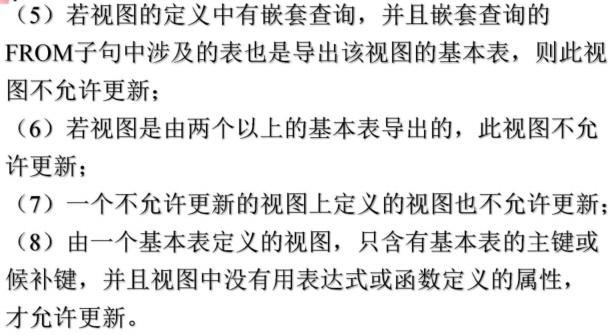 （5）若视图的定义中有嵌套查询，并且嵌套查询的
FROM子句中涉及的表也是导出该视图的基本表，则此视
图不允许更新；
（6）若视图是由两个以上的基本表导出的，此视图不允
许更新；
（7）一个不允许更新的视图上定义的视图也不允许更新；
（8）由一个基本表定义的视图，只含有基本表的主键或
候补键，并且视图中没有用表达式或函数定义的属性，
才允许更新。